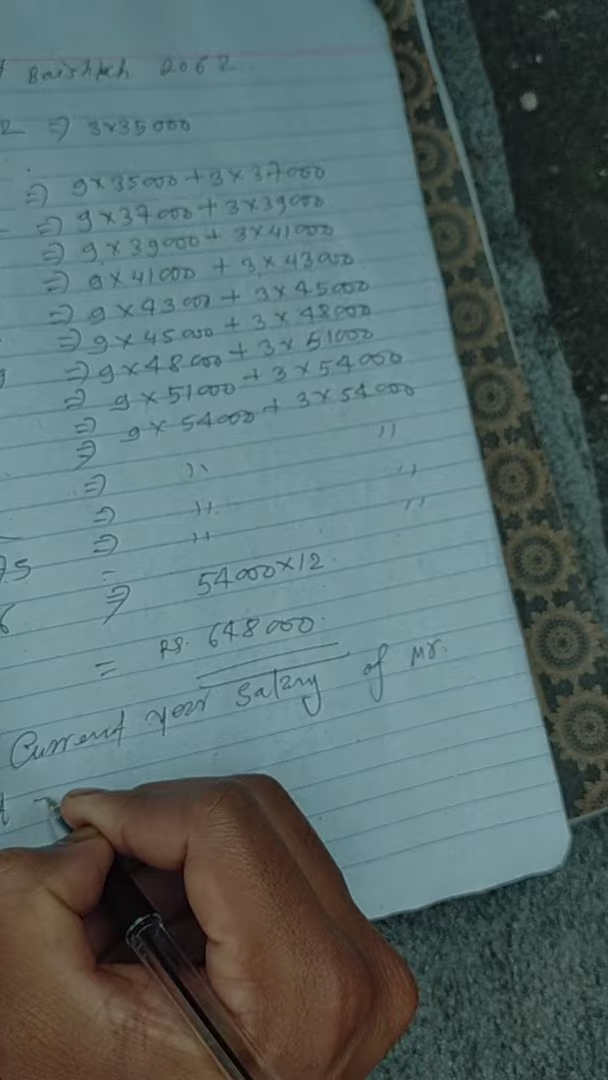 Baishakh 2062
2 ⇒ 3×35000
⇒ 9×35000 + 3×37000
⇒ 9×37000 + 3×39000
⇒ 9×39000 + 3×41000
⇒ 9×41000 + 3×43000
⇒ 9×43000 + 3×45000
⇒ 9×45000 + 3×48000
⇒ 9×48000 + 3×51000
⇒ 9×51000 + 3×54000
⇒ 9×54000 + 3×54000
⇒ " "
⇒ " "
⇒ " "
75 ⇒ "
6 ⇒ 54000×12
= RS. 648000
Current year Salary of Mr.